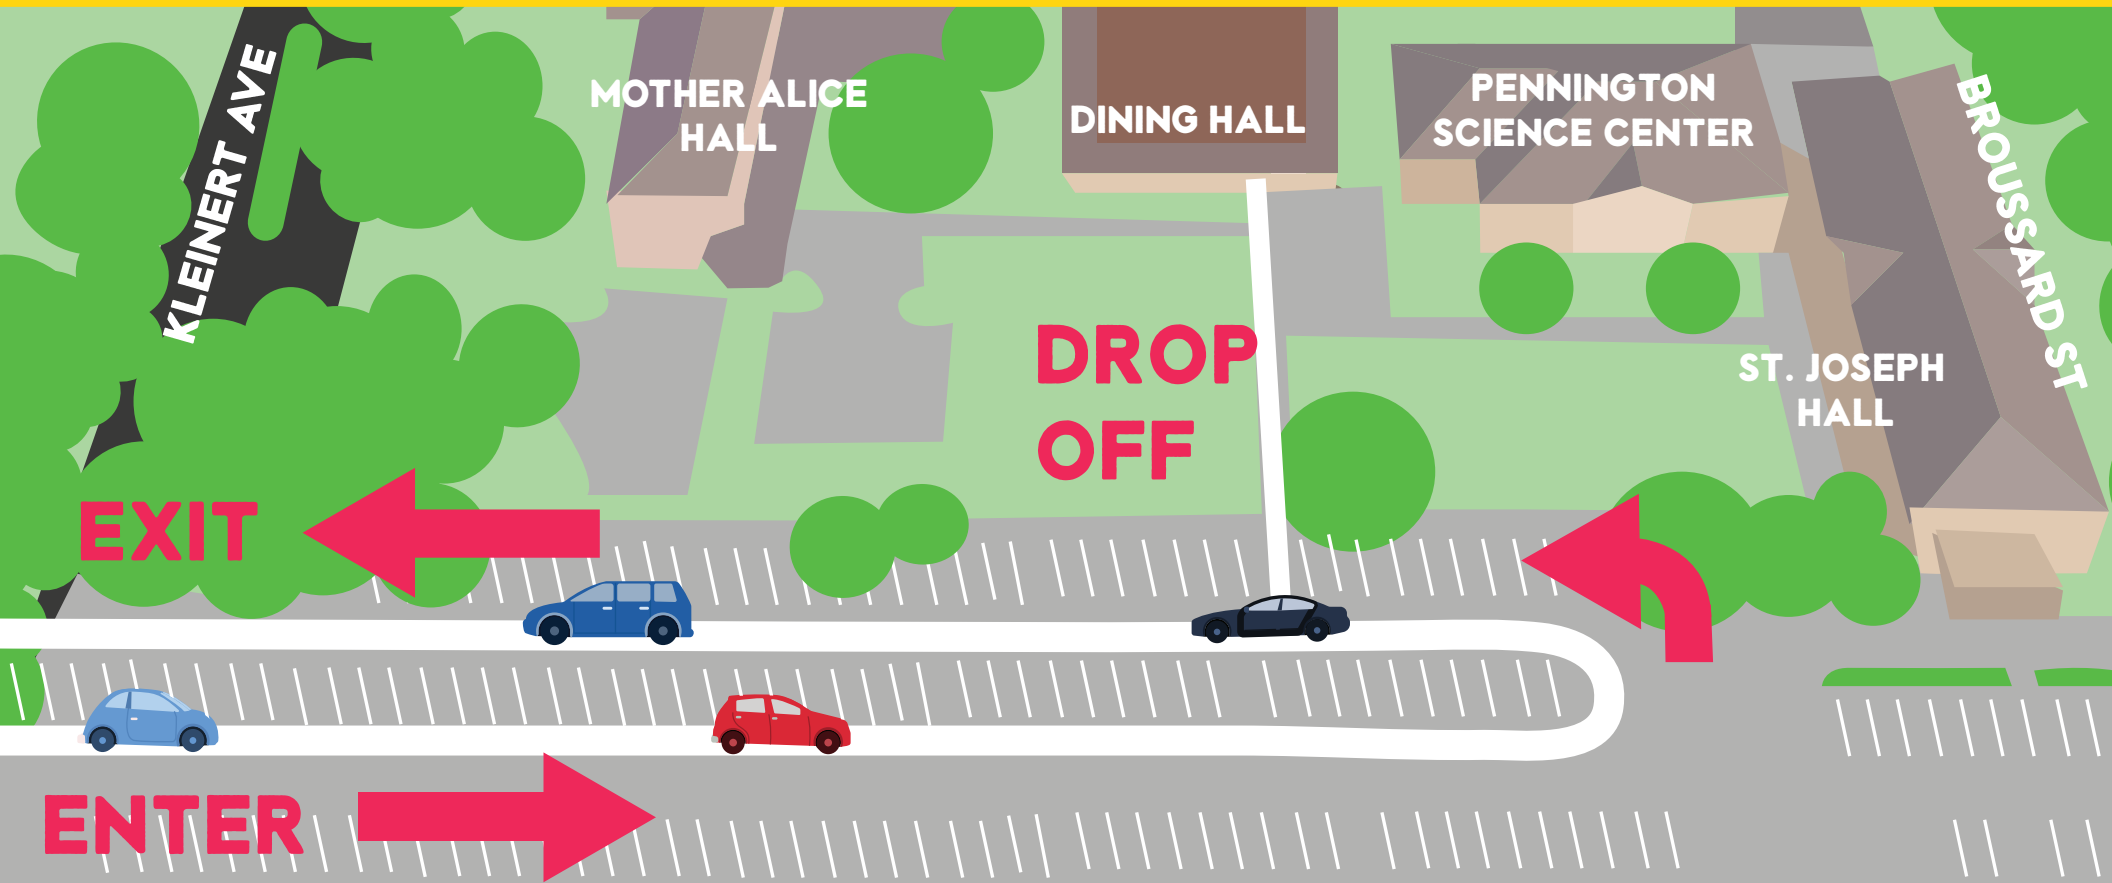 KLEINERT AVE
MOTHER ALICE
HALL
DINING HALL
PENNINGTON
SCIENCE CENTER
BROUSSARD ST
ST. JOSEPH
HALL
DROP
OFF
EXIT
ENTER